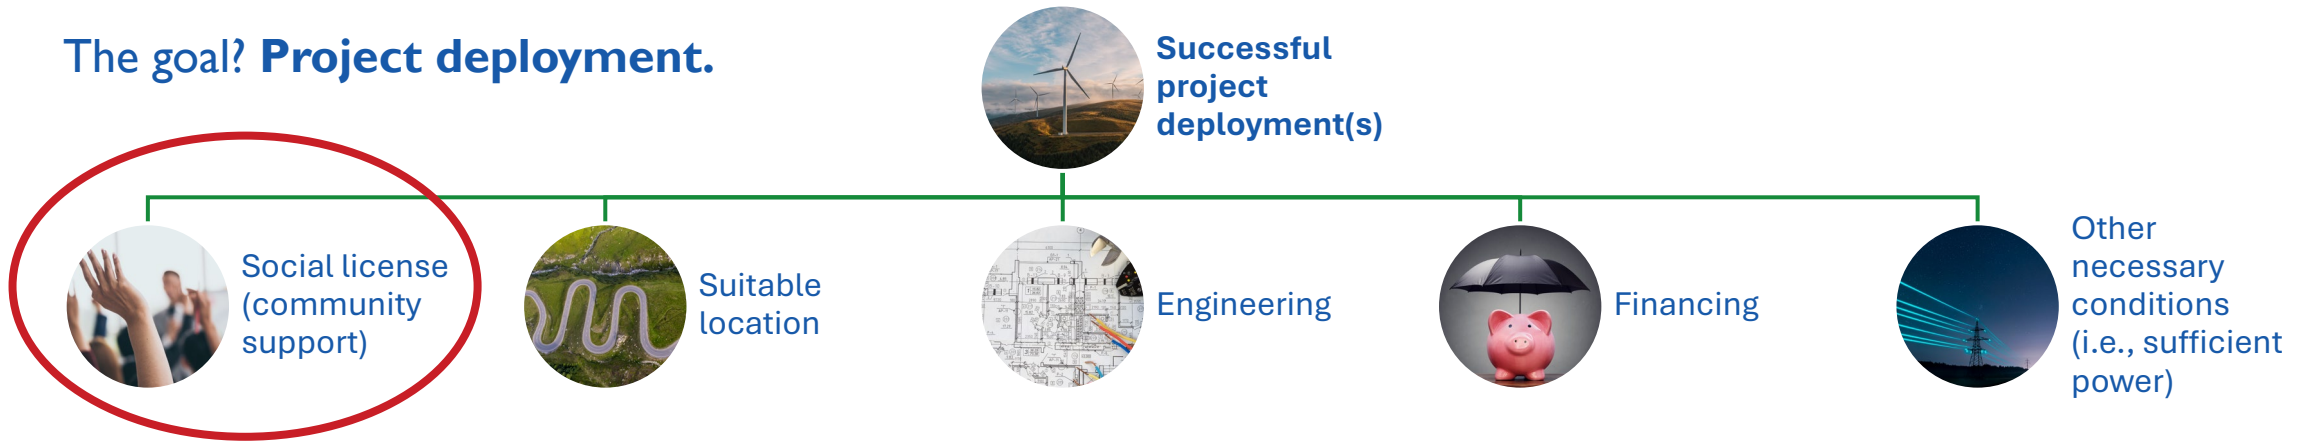 The goal? Project deployment.
Successful
project
deployment(s)
Social license
(community
support)
Suitable
location
Engineering
Financing
Other
necessary
conditions
(i.e., sufficient
power)